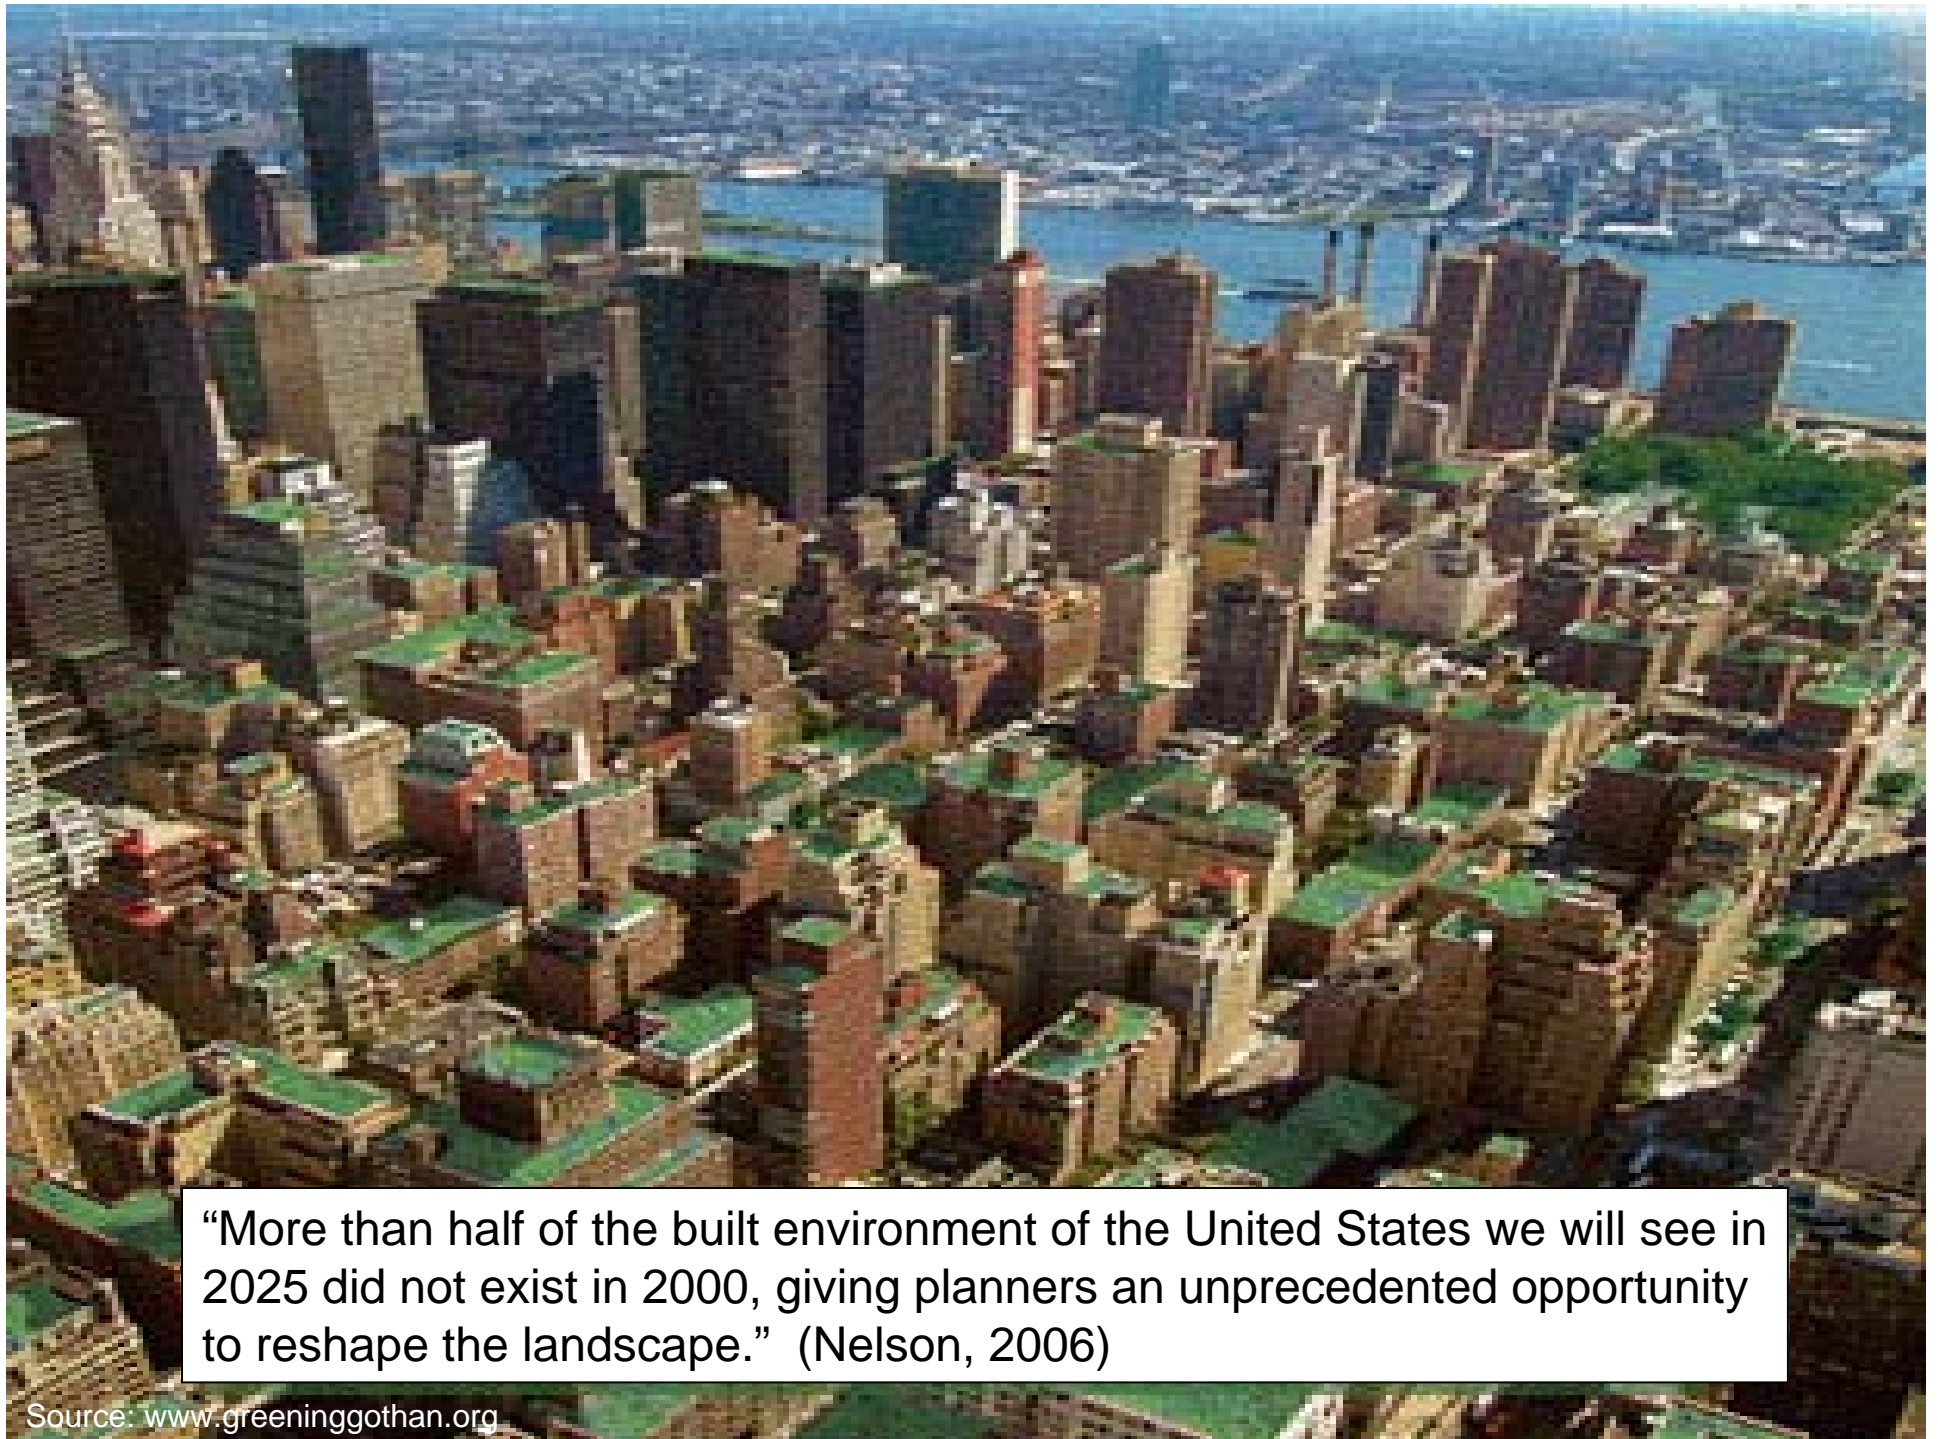 “More than half of the built environment of the United States we will see in
2025 did not exist in 2000, giving planners an unprecedented opportunity
to reshape the landscape.”  (Nelson, 2006)
Source: www.greeninggothan.org